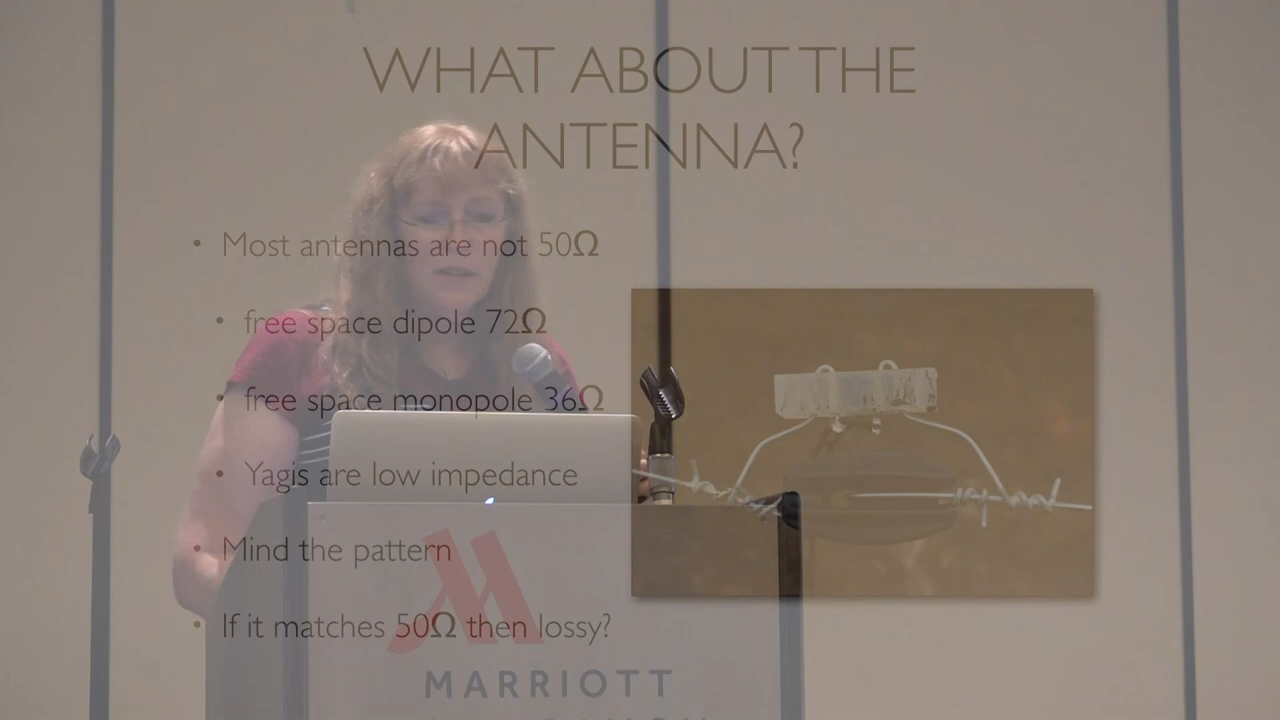 WHAT ABOUT THE
ANTENNA?
• Most antennas are not 50Ω
• free space dipole 72Ω
• free space monopole 36Ω
• Yagis are low impedance
• Mind the pattern
• If it matches 50Ω then lossy?
MARRIOTT